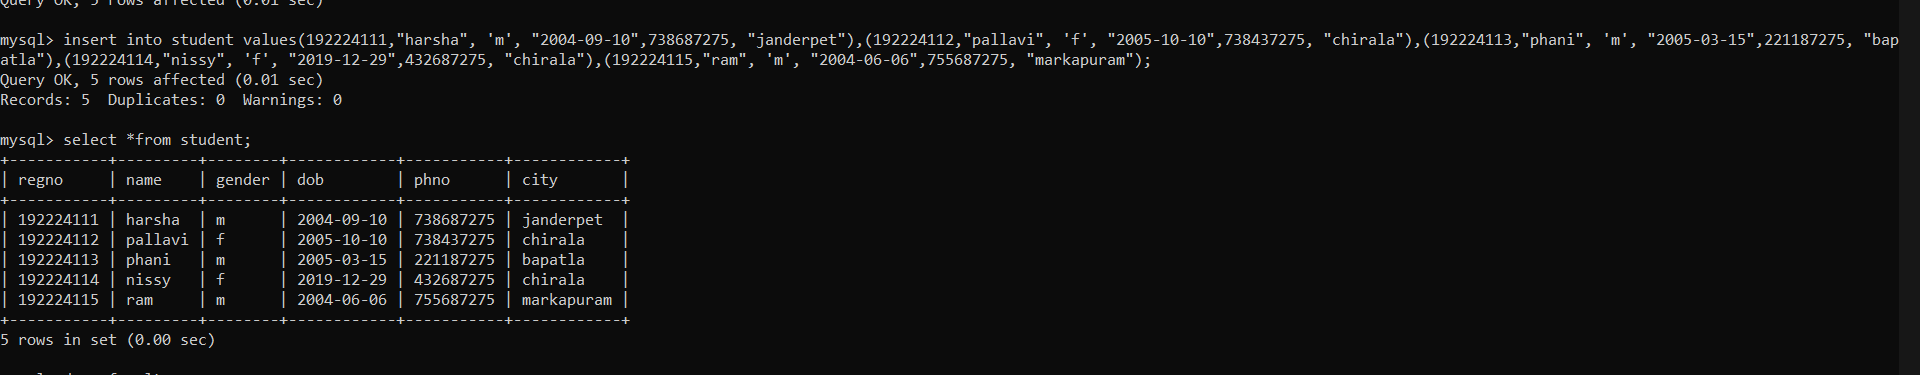 Query OK, 5 rows affected (0.01 sec)
mysql> insert into student values(192224111,"harsha", 'm', "2004-09-10",738687275, "janderpet"),(192224112,"pallavi", 'f', "2005-10-10",738437275, "chirala"),(192224113,"phani", 'm', "2005-03-15",221187275, "bap
atla"),(192224114,"nissy", 'f', "2019-12-29",432687275, "chirala"),(192224115,"ram", 'm', "2004-06-06",755687275, "markapuram");
Query OK, 5 rows affected (0.01 sec)
Records: 5  Duplicates: 0  Warnings: 0
mysql> select *from student;
+-----------+---------+--------+------------+-----------+------------+
| regno     | name    | gender | dob        | phno      | city       |
+-----------+---------+--------+------------+-----------+------------+
| 192224111 | harsha  | m      | 2004-09-10 | 738687275 | janderpet  |
| 192224112 | pallavi | f      | 2005-10-10 | 738437275 | chirala    |
| 192224113 | phani   | m      | 2005-03-15 | 221187275 | bapatla    |
| 192224114 | nissy   | f      | 2019-12-29 | 432687275 | chirala    |
| 192224115 | ram     | m      | 2004-06-06 | 755687275 | markapuram |
+-----------+---------+--------+------------+-----------+------------+
5 rows in set (0.00 sec)